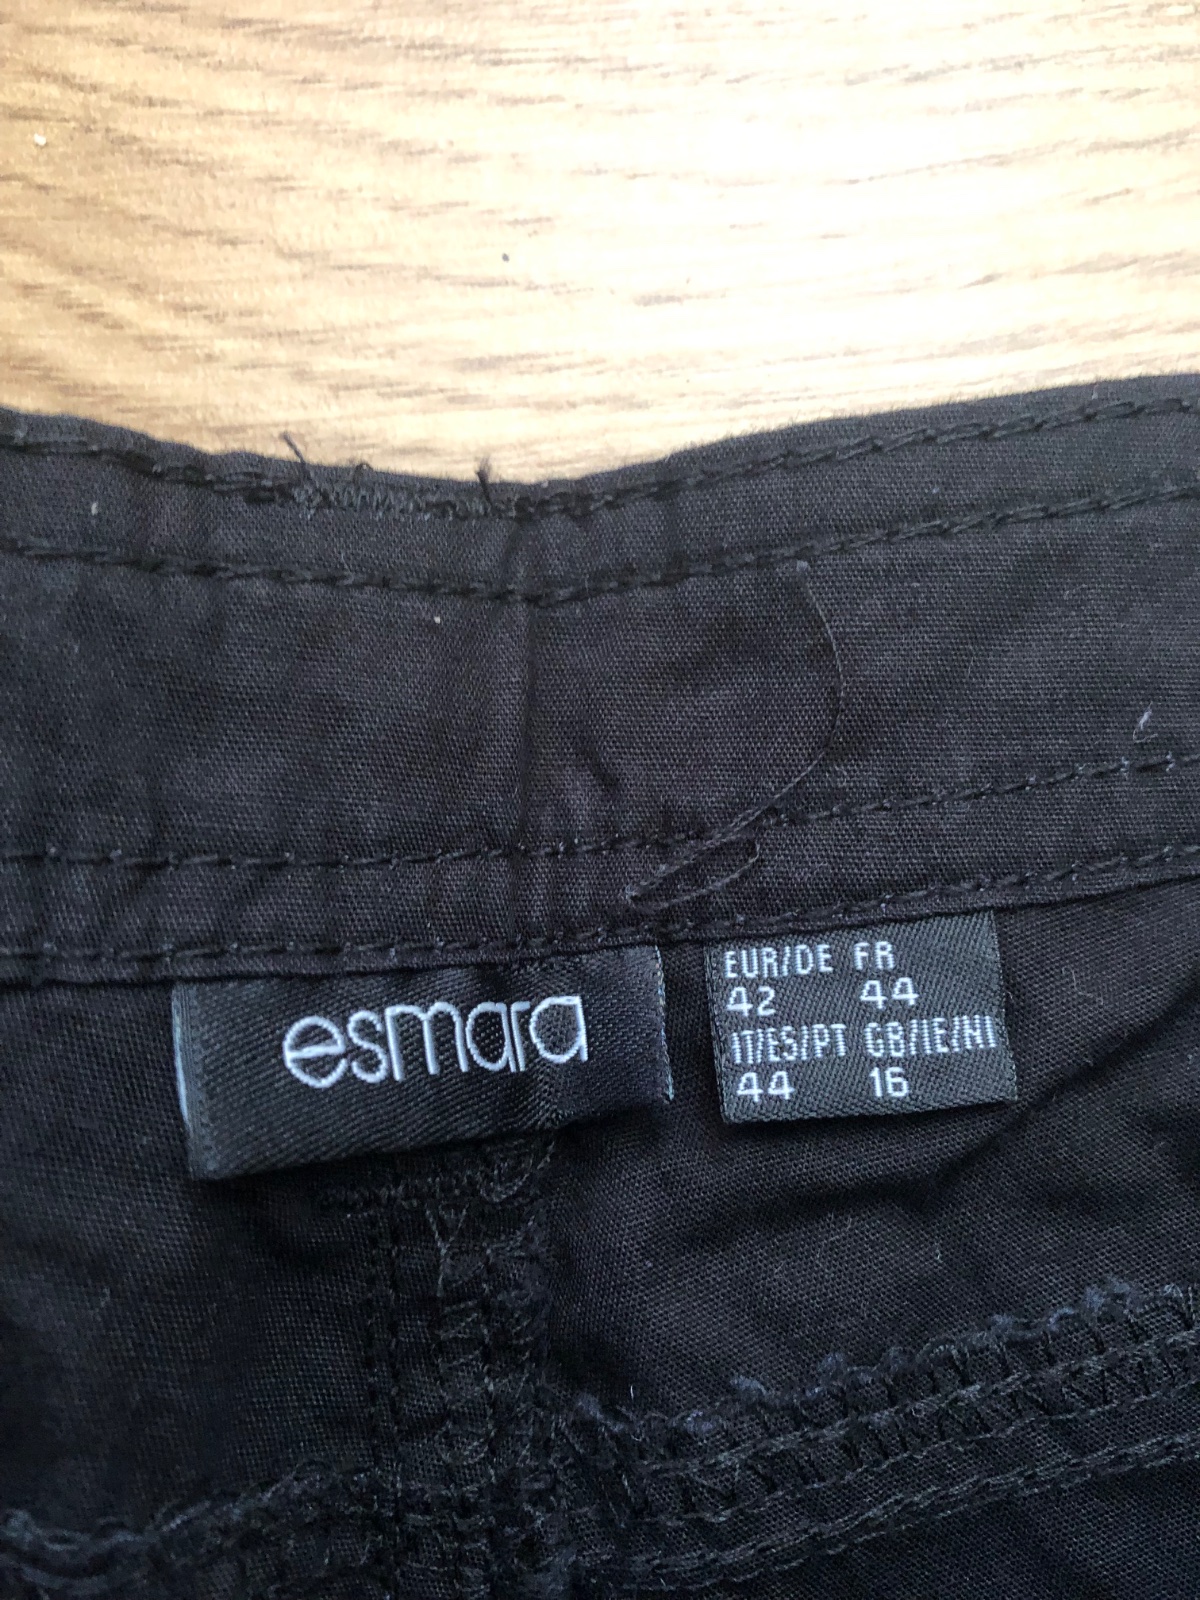 esmara
EUR/DE FR
42 44
IT/ES/PT GB/IE/NI
44 16